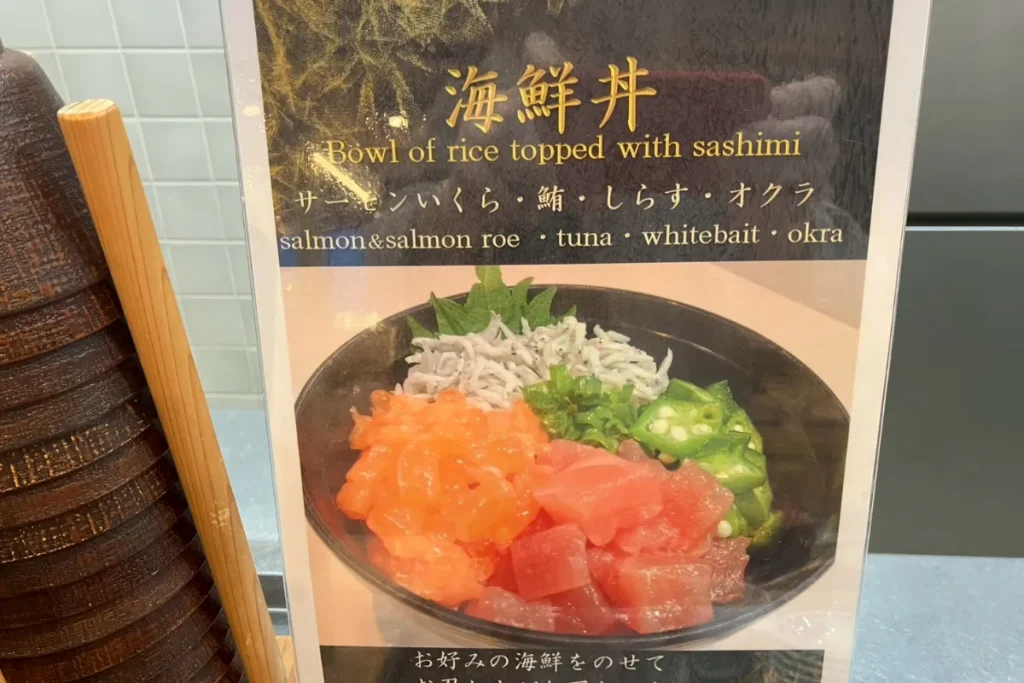 海鮮丼
Bowl of rice topped with sashimi
サーモンいくら・鮪・しらす・オクラ
salmon&salmon roe ・tuna・whitebait・okra
お好みの海鮮をのせて